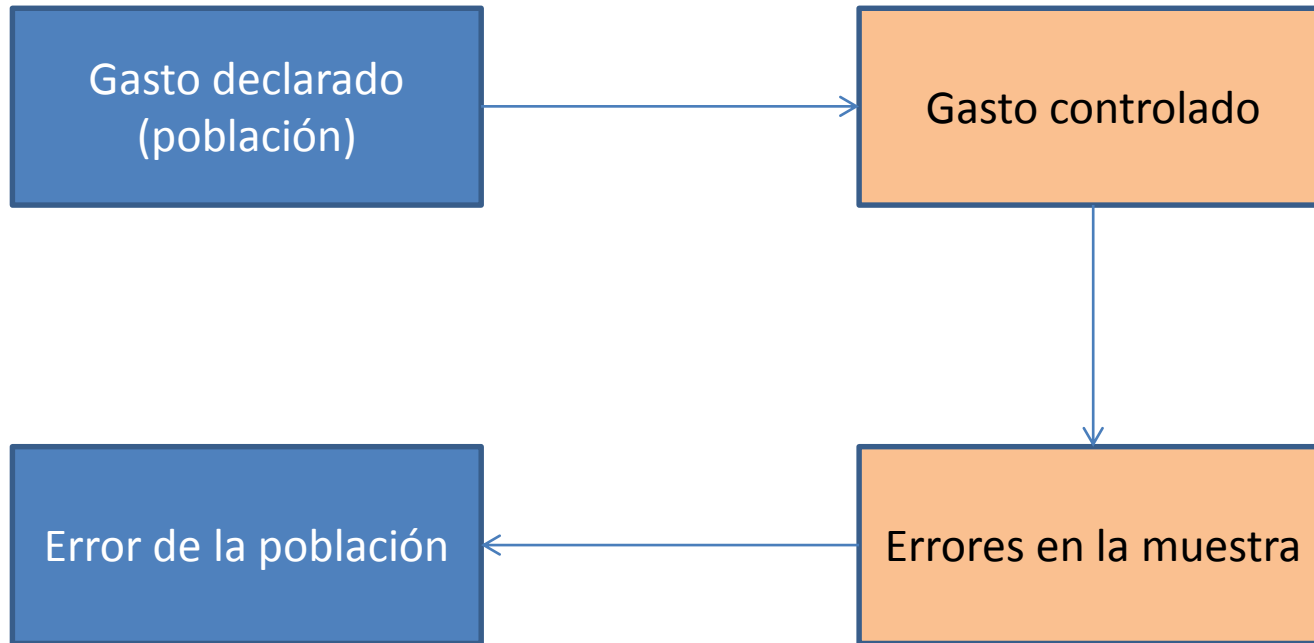 Gasto declarado
(población)
Gasto controlado
Error de la población
Errores en la muestra